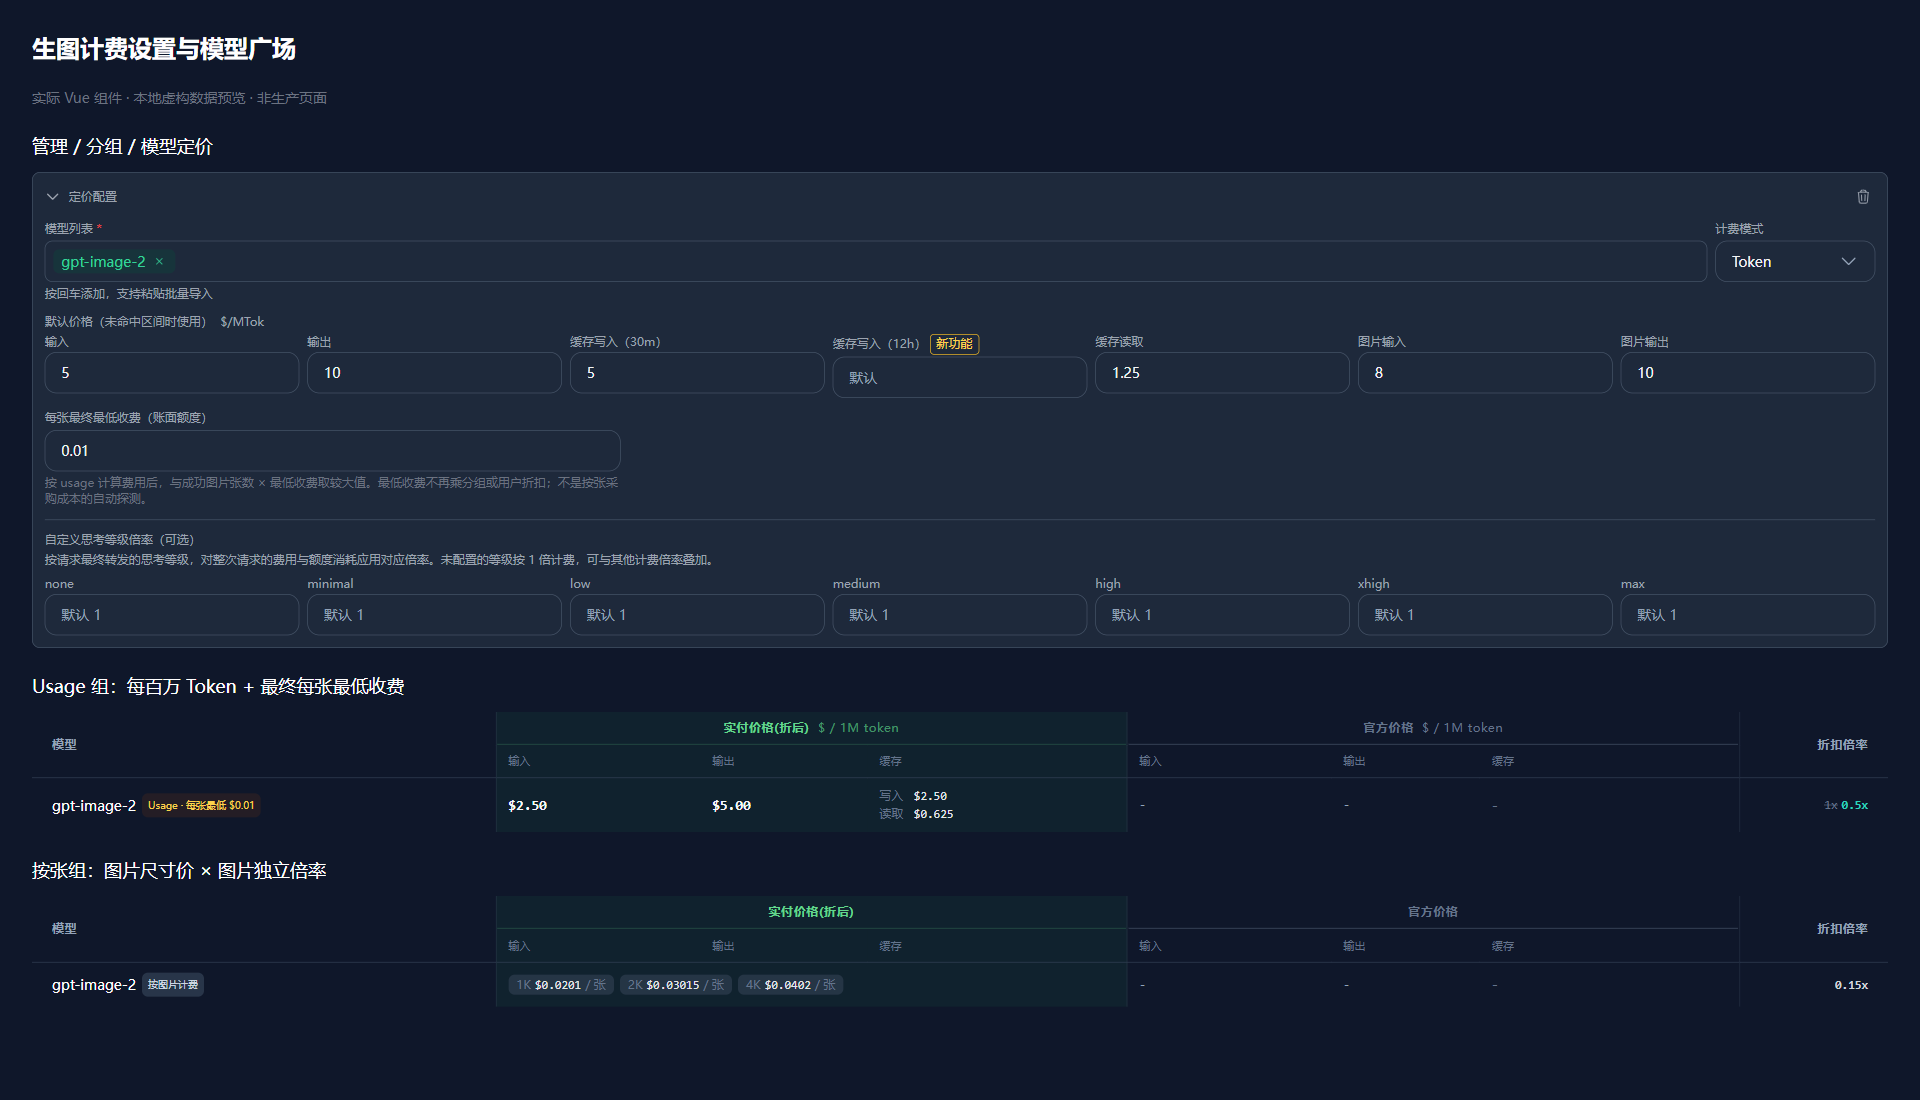 生图计费设置与模型广场
实际 Vue 组件 · 本地虚构数据预览 · 非生产页面
管理 / 分组 / 模型定价
定价配置
模型列表 *
计费模式
gpt-image-2 ×
Token
按回车添加，支持粘贴批量导入
默认价格（未命中区间时使用） $/MTok
输入
输出
缓存写入（30m）
缓存写入（12h） 新功能
缓存读取
图片输入
图片输出
5
10
5
默认
1.25
8
10
每张最终最低收费（账面额度）
0.01
按 usage 计算费用后，与成功图片张数 × 最低收费取较大值。最低收费不再乘分组或用户折扣；不是按张采
购成本的自动探测。
自定义思考等级倍率（可选）
按请求最终转发的思考等级，对整次请求的费用与额度消耗应用对应倍率。未配置的等级按 1 倍计费，可与其他计费倍率叠加。
none
minimal
low
medium
high
xhigh
max
默认 1
默认 1
默认 1
默认 1
默认 1
默认 1
默认 1
Usage 组：每百万 Token + 最终每张最低收费
模型
实付价格(折后) $ / 1M token
官方价格 $ / 1M token
折扣倍率
输入
输出
缓存
输入
输出
缓存
gpt-image-2 Usage · 每张最低 $0.01
$2.50
$5.00
写入 $2.50
读取 $0.625
-
-
-
1x 0.5x
按张组：图片尺寸价 × 图片独立倍率
模型
实付价格(折后)
官方价格
折扣倍率
输入
输出
缓存
输入
输出
缓存
gpt-image-2 按图片计费
1K $0.0201 / 张
2K $0.03015 / 张
4K $0.0402 / 张
-
-
-
0.15x